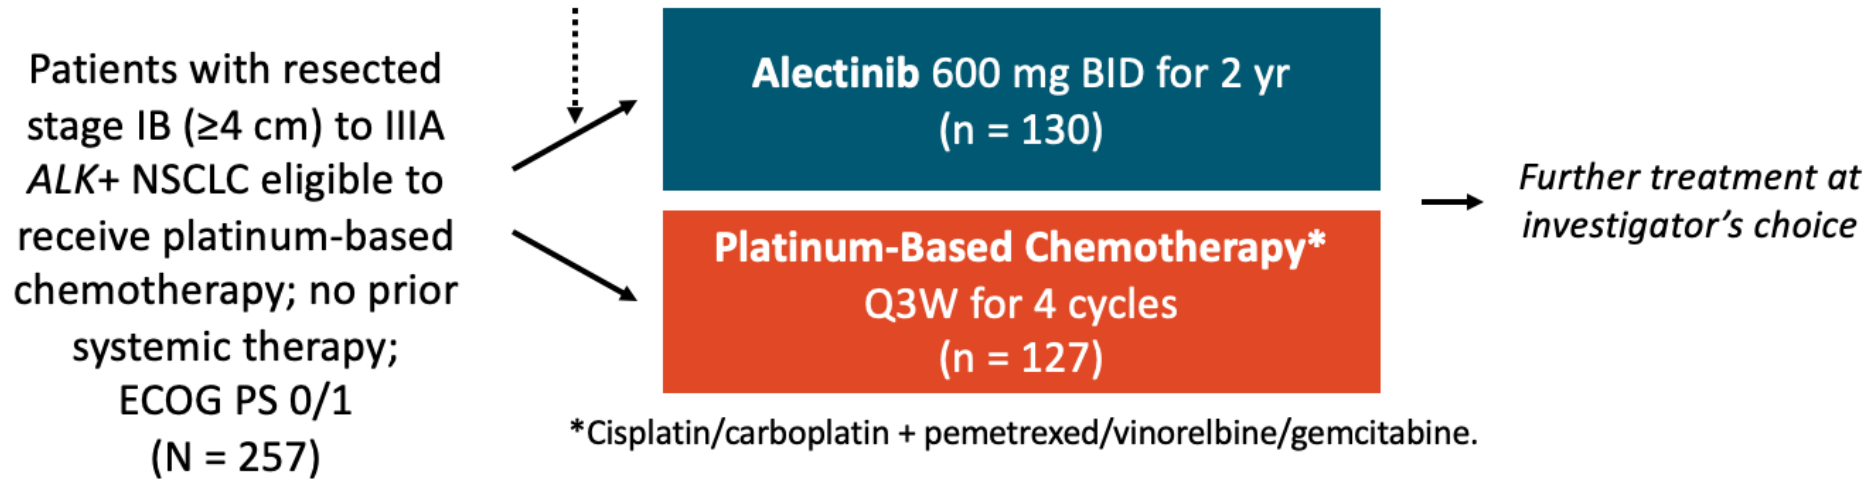 Patients with resected
stage IB (≥4 cm) to IIIA
ALK+ NSCLC eligible to
receive platinum-based
chemotherapy; no prior
systemic therapy;
ECOG PS 0/1
(N = 257)
Alectinib 600 mg BID for 2 yr
(n = 130)
Platinum-Based Chemotherapy*
Q3W for 4 cycles
(n = 127)
*Cisplatin/carboplatin + pemetrexed/vinorelbine/gemcitabine.
Further treatment at
investigator’s choice